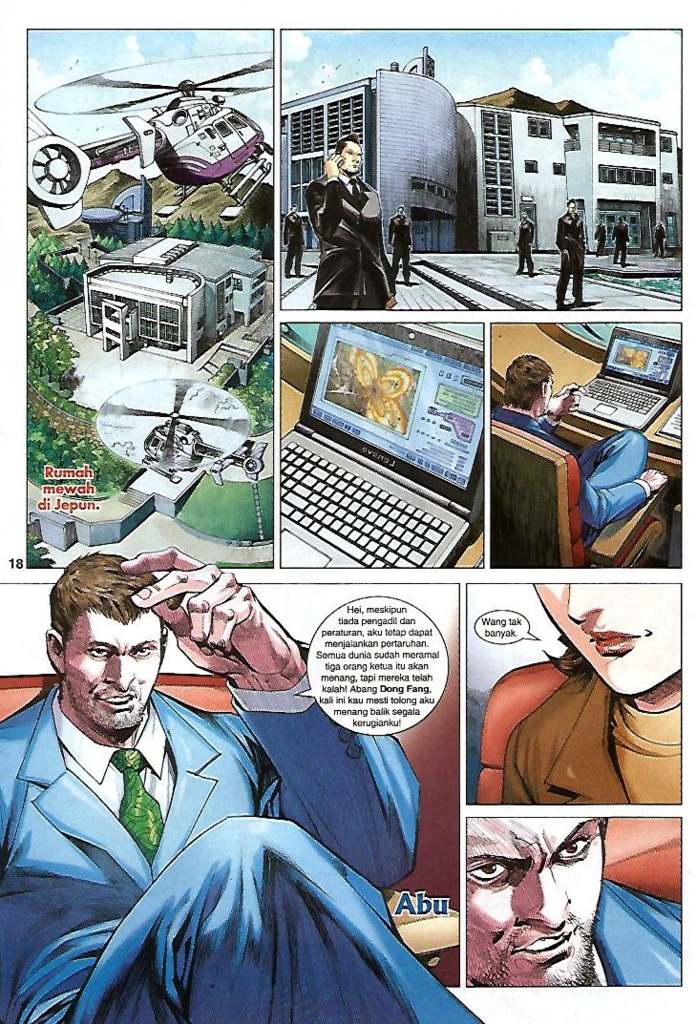 Rumah
mewah
di Jepun.
LENOVO
18
Hei, meskipun
tiada pengadil dan
peraturan, aku tetap dapat
menjalankan pertaruhan.
Semua dunia sudah meramal
tiga orang ketua itu akan
menang, tapi mereka telah
kalah! Abang Dong Fang,
kali ini kau mesti tolong aku
menang balik segala
kerugianku!
Wang tak
banyak.
Abu